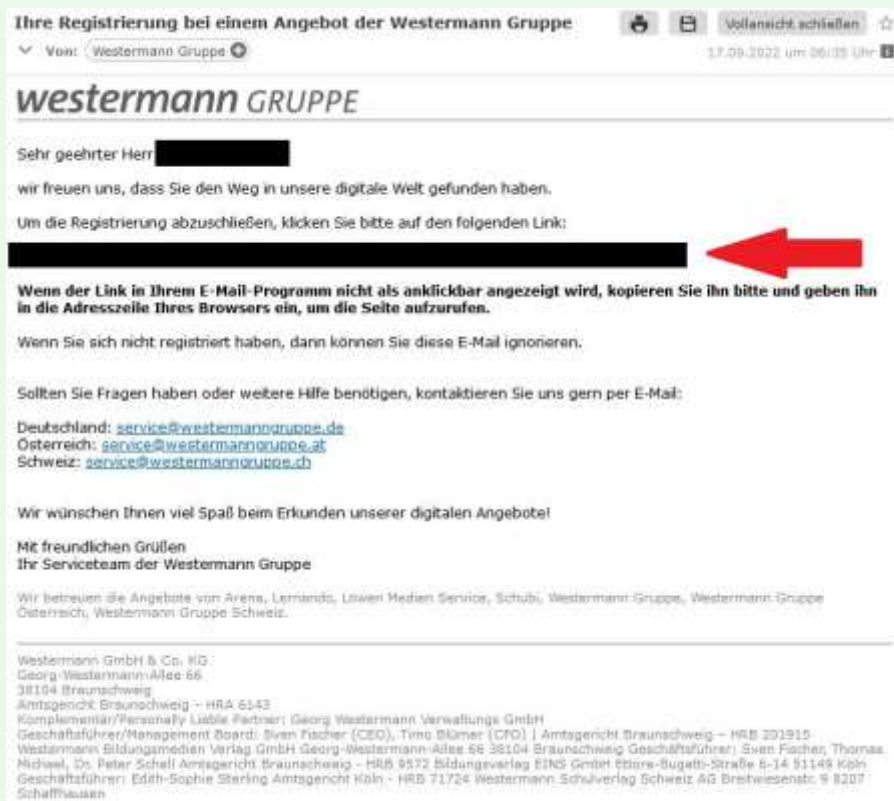 Ihre Registrierung bei einem Angebot der Westermann Gruppe
Vollansicht schließen
Von: Westermann Gruppe
17.09.2022 um 06:35 Uhr
westermann GRUPPE
Sehr geehrter Herr
wir freuen uns, dass Sie den Weg in unsere digitale Welt gefunden haben.
Um die Registrierung abzuschließen, klicken Sie bitte auf den folgenden Link:
Wenn der Link in Ihrem E-Mail-Programm nicht als anklickbar angezeigt wird, kopieren Sie ihn bitte und geben ihn
in die Adresszeile Ihres Browsers ein, um die Seite aufzurufen.
Wenn Sie sich nicht registriert haben, dann können Sie diese E-Mail ignorieren.
Sollten Sie Fragen haben oder weitere Hilfe benötigen, kontaktieren Sie uns gern per E-Mail:
Deutschland: service@westermanngruppe.de
Österreich: service@westermanngruppe.at
Schweiz: service@westermanngruppe.ch
Wir wünschen Ihnen viel Spaß beim Erkunden unserer digitalen Angebote!
Mit freundlichen Grüßen
Ihr Serviceteam der Westermann Gruppe
Wir betreuen die Angebote von Arena, Lernando, Löwen Medien Service, Schubi, Westermann Gruppe, Westermann Gruppe
Österreich, Westermann Gruppe Schweiz.
Westermann GmbH & Co. KG
Georg-Westermann-Allee 66
38104 Braunschweig
Amtsgericht Braunschweig – HRA 6143
Komplementär/Personally Liable Partner: Georg Westermann Verwaltungs GmbH
Geschäftsführer/Management Board: Sven Fischer (CEO), Timo Blümer (CFO) | Amtsgericht Braunschweig – HRB 201915
Westermann Bildungsmedien Verlag GmbH Georg-Westermann-Allee 66 38104 Braunschweig Geschäftsführer: Sven Fischer, Thomas
Michael, Dr. Peter Schell Amtsgericht Braunschweig - HRB 9572 Bildungsverlag EINS GmbH Ettore-Bugatti-Straße 6-14 51149 Köln
Geschäftsführer: Edith-Sophie Sterling Amtsgericht Köln - HRB 71724 Westermann Schulverlag Schweiz AG Breitwiesenstr. 9 8207
Schaffhausen